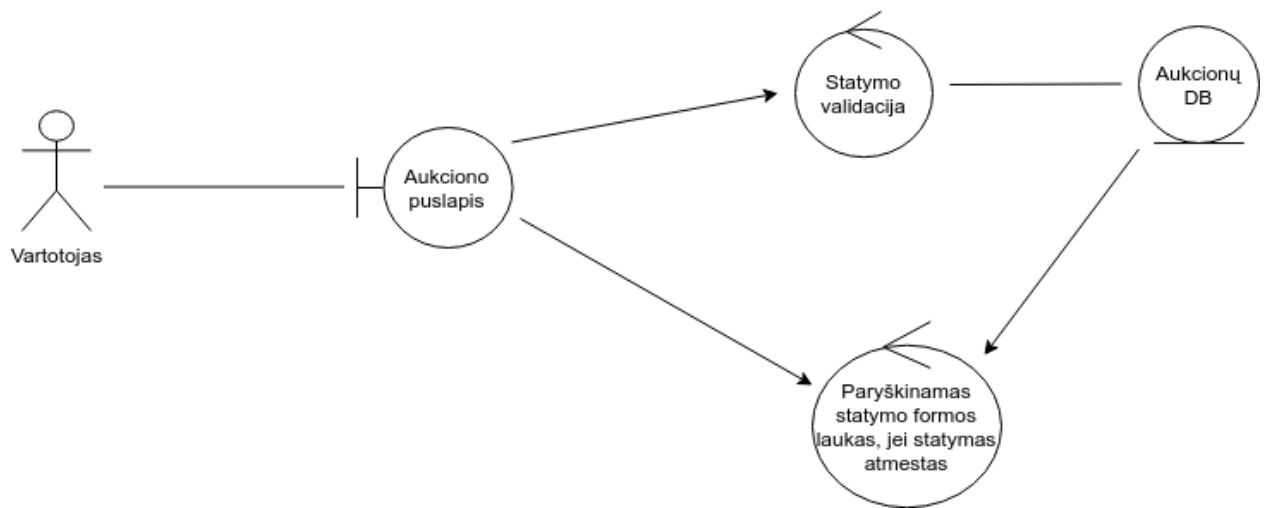 Vartotojas
Aukciono
puslapis
Statymo
validacija
Aukcionų
DB
Paryškinamas
statymo formos
laukas, jei statymas
atmestas